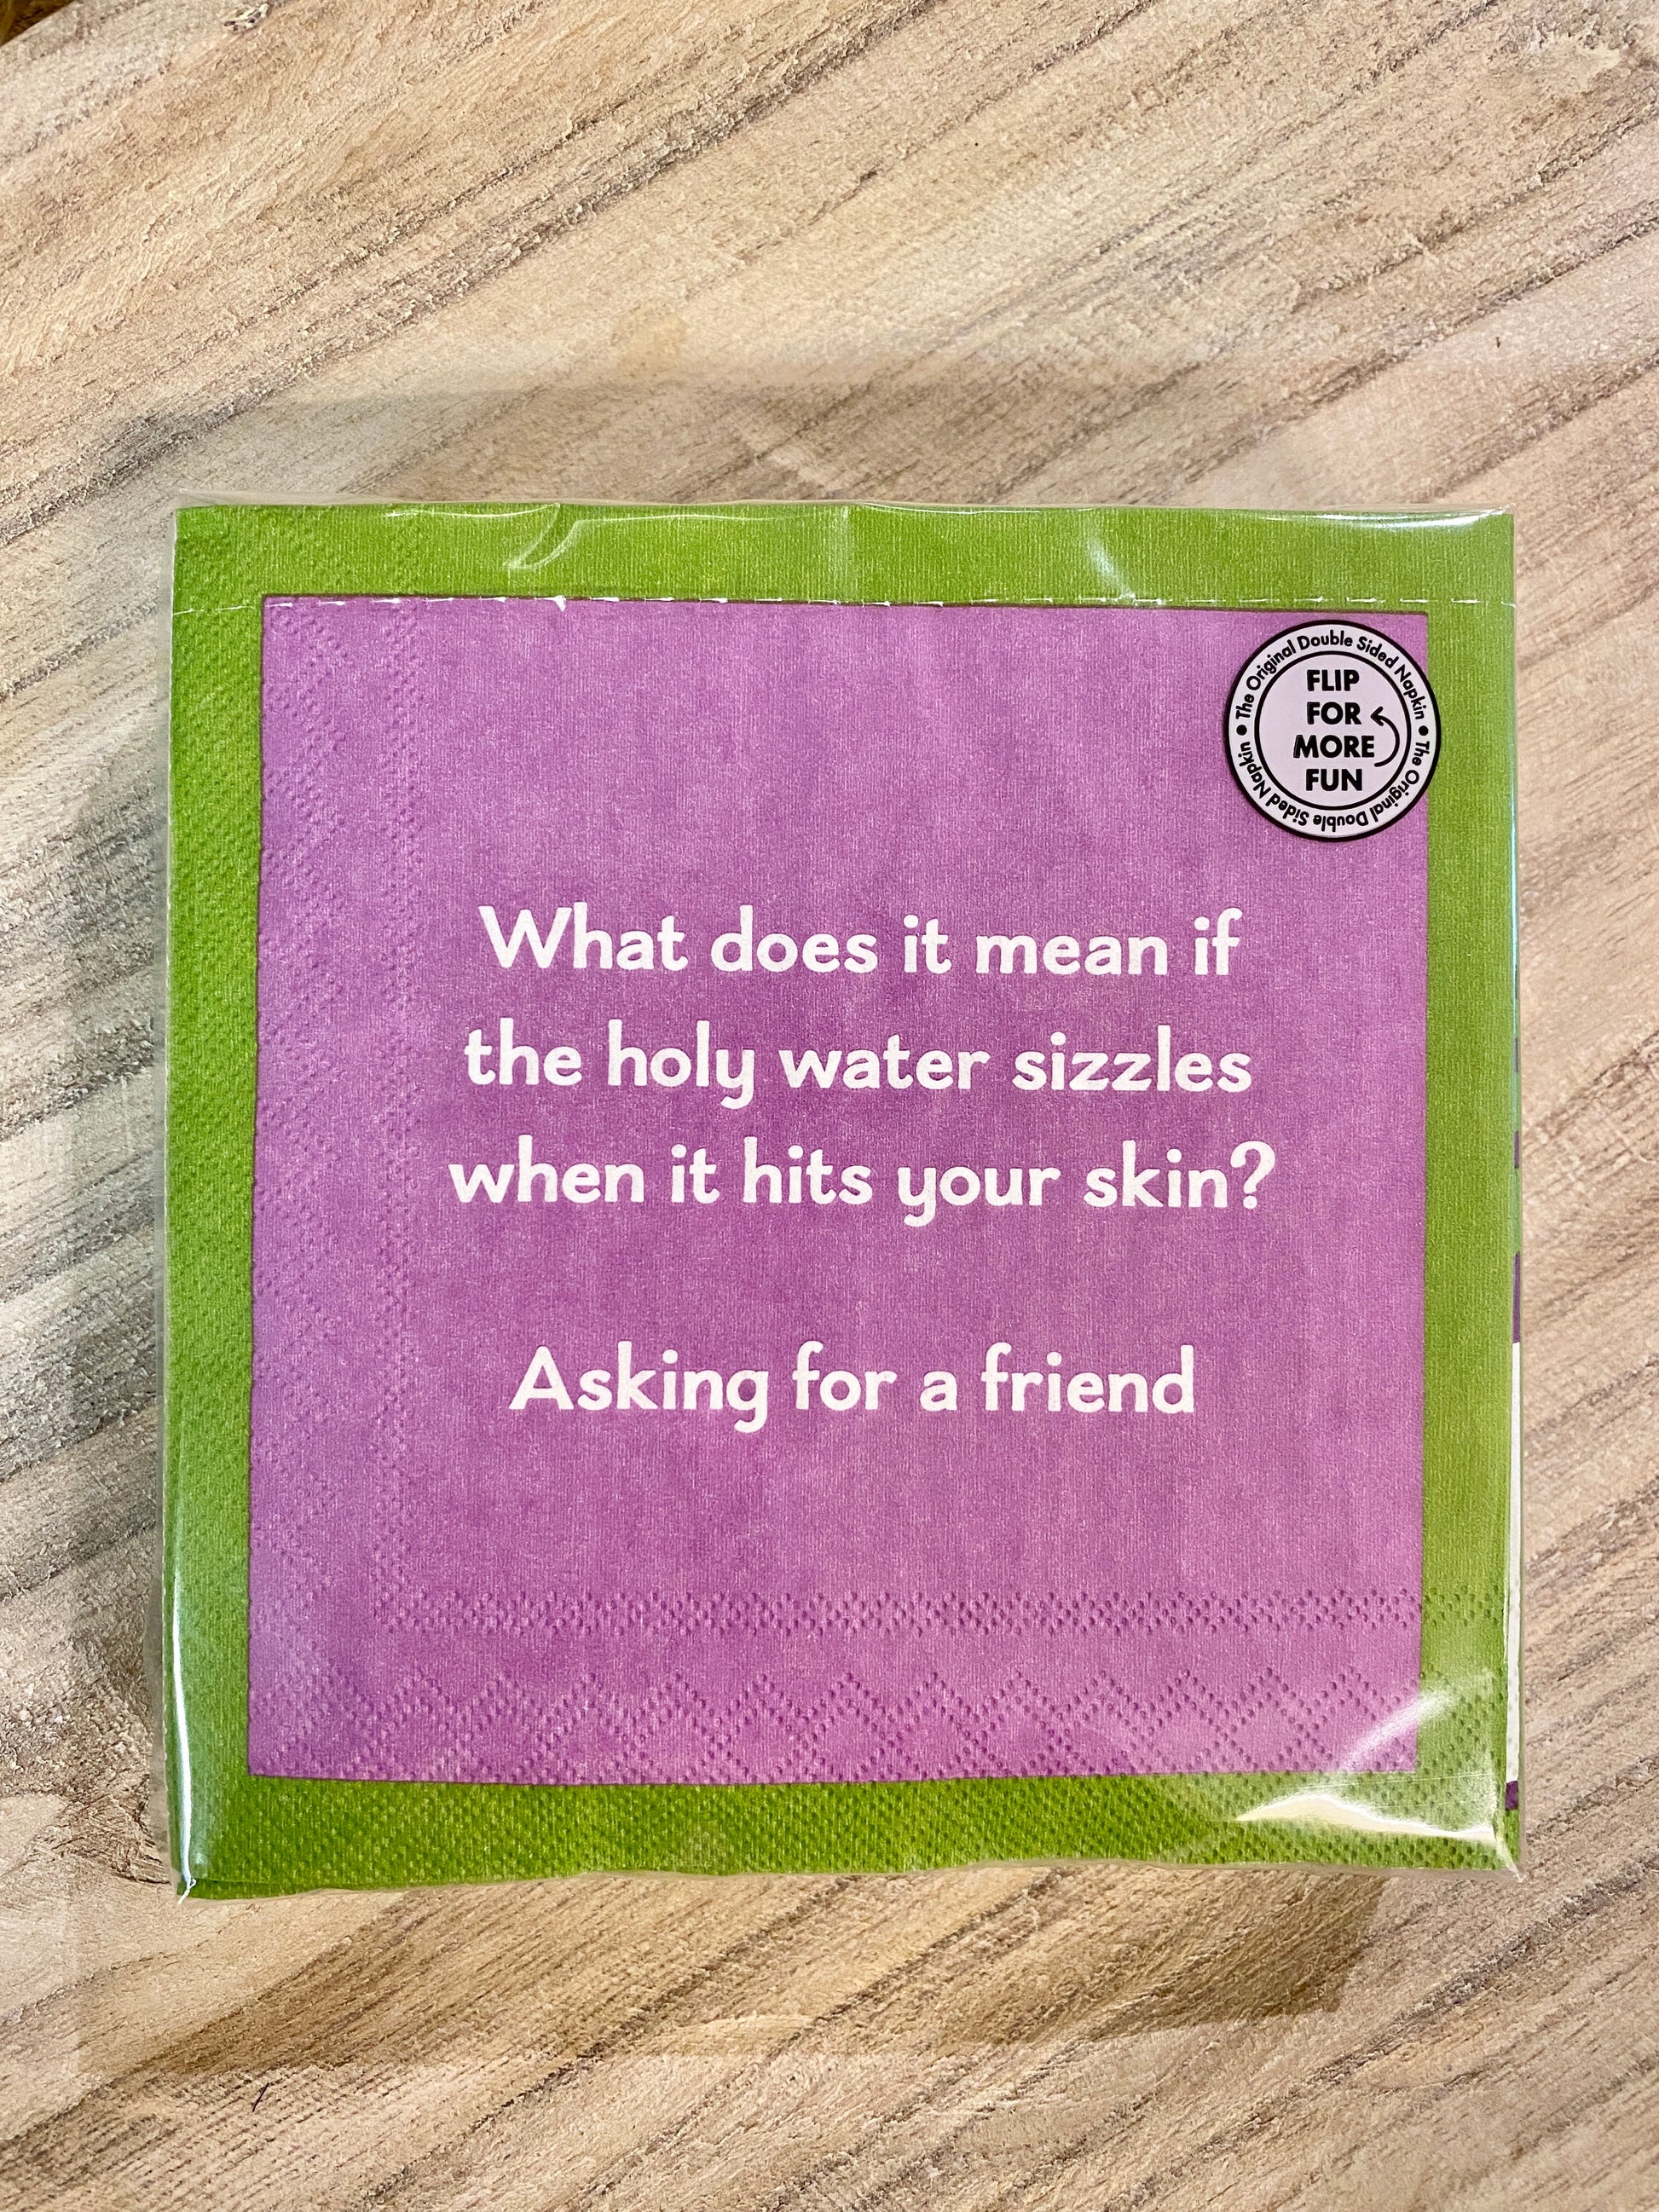 The Original Double Sided Napkin • The Original Double Sided Napkin •
FLIP
FOR
MORE
FUN
What does it mean if
the holy water sizzles
when it hits your skin?
Asking for a friend